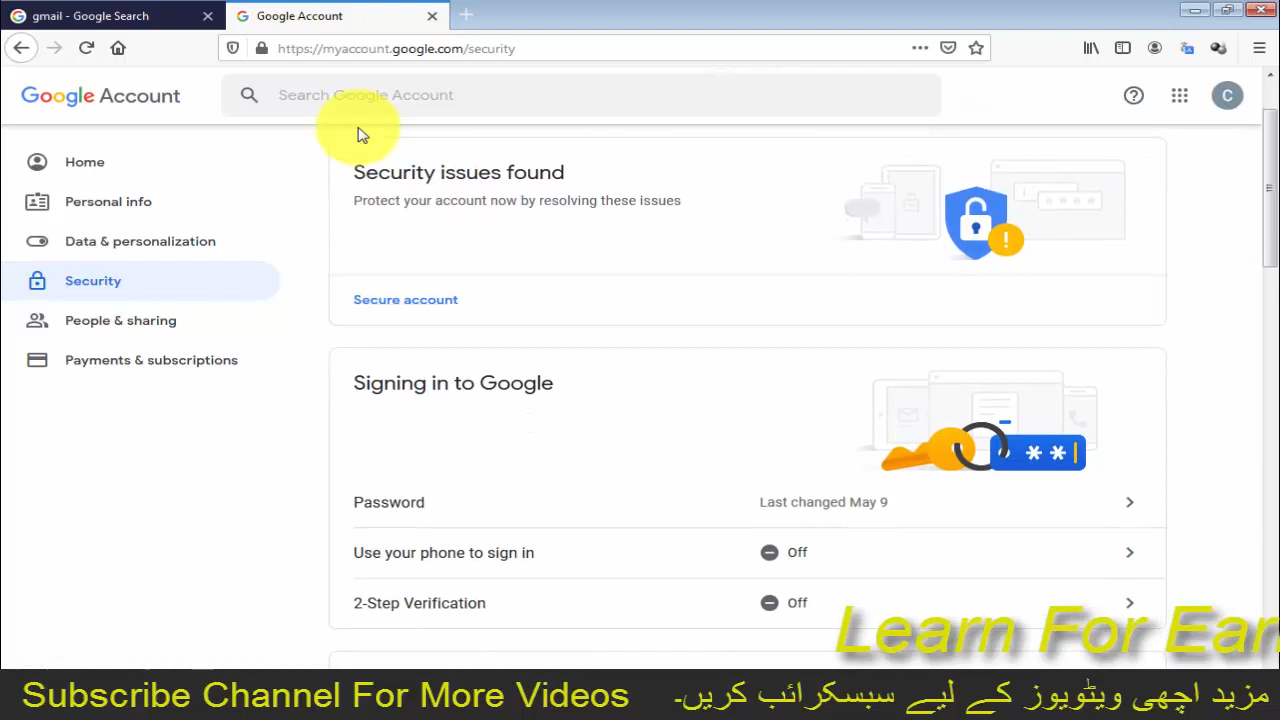 gmail - Google Search
Google Account
https://myaccount.google.com/security
Google Account
Search Google Account
C
Home
Personal info
Data & personalization
Security
People & sharing
Payments & subscriptions
Security issues found
Protect your account now by resolving these issues
Secure account
Signing in to Google
Password
Last changed May 9
Use your phone to sign in
Off
2-Step Verification
Off
Learn For Ear
Subscribe Channel For More Videos
مزید اچھی ویٹویوز کے لیے سبسکرائب کریں۔